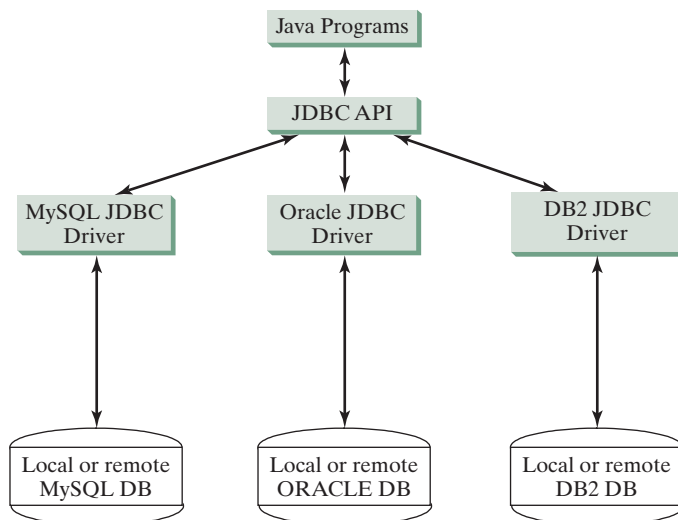 Java Programs
JDBC API
MySQL JDBC
Driver
Oracle JDBC
Driver
DB2 JDBC
Driver
Local or remote
MySQL DB
Local or remote
ORACLE DB
Local or remote
DB2 DB